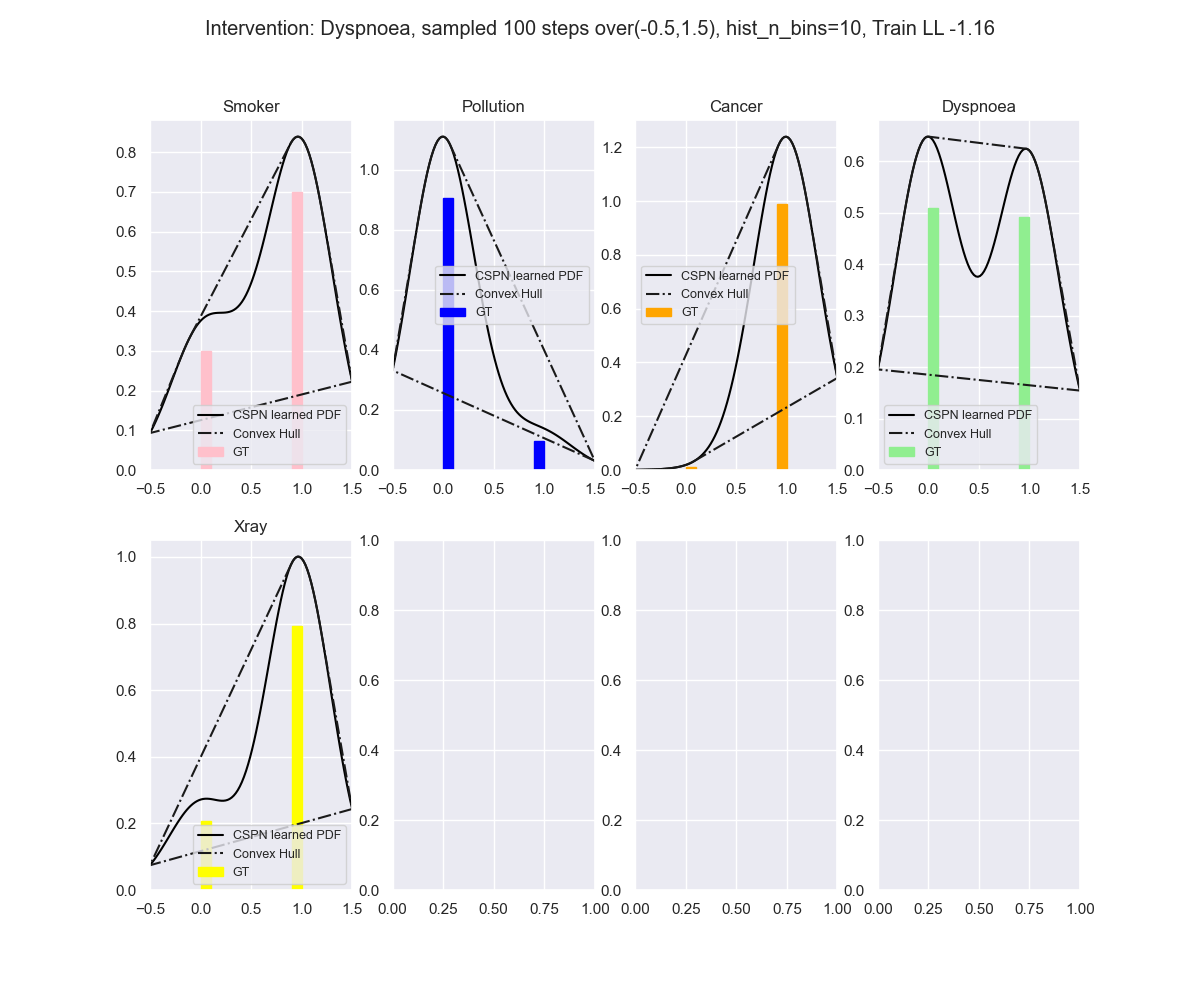 Intervention: Dyspnoea, sampled 100 steps over(-0.5,1.5), hist_n_bins=10, Train LL -1.16
Smoker
0.8
0.7
0.6
0.5
0.4
0.3
0.2
0.1
0.0
−0.5 0.0 0.5 1.0 1.5
CSPN learned PDF
Convex Hull
GT
Pollution
1.0
0.8
0.6
0.4
0.2
0.0
−0.5 0.0 0.5 1.0 1.5
CSPN learned PDF
Convex Hull
GT
Cancer
1.2
1.0
0.8
0.6
0.4
0.2
0.0
−0.5 0.0 0.5 1.0 1.5
CSPN learned PDF
Convex Hull
GT
Dyspnoea
0.6
0.5
0.4
0.3
0.2
0.1
0.0
−0.5 0.0 0.5 1.0 1.5
CSPN learned PDF
Convex Hull
GT
Xray
1.0
0.8
0.6
0.4
0.2
0.0
−0.5 0.0 0.5 1.0 1.5
CSPN learned PDF
Convex Hull
GT
1.0
0.8
0.6
0.4
0.2
0.0
0.00 0.25 0.50 0.75 1.00
1.0
0.8
0.6
0.4
0.2
0.0
0.00 0.25 0.50 0.75 1.00
1.0
0.8
0.6
0.4
0.2
0.0
0.00 0.25 0.50 0.75 1.00